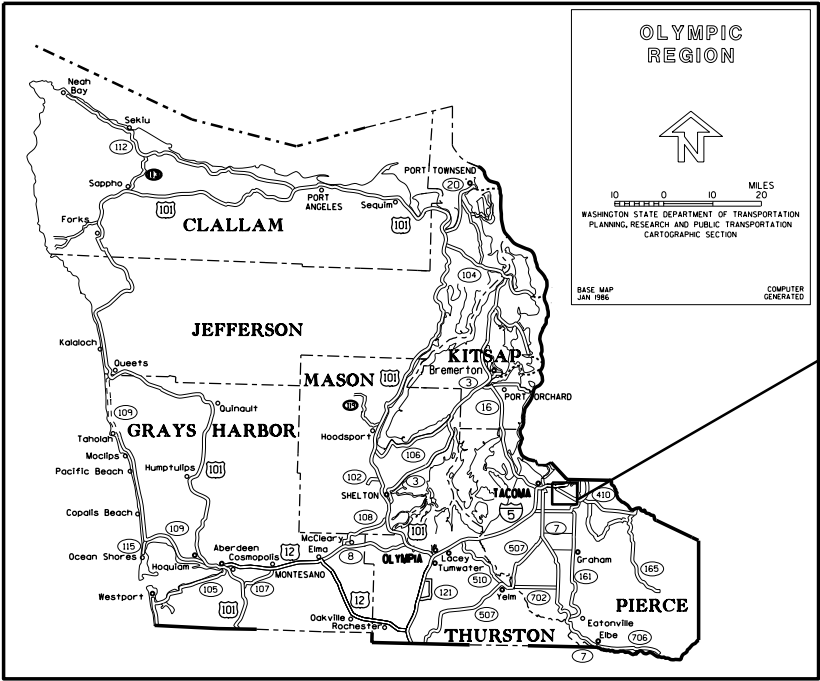 OLYMPIC
REGION
N
MILES
10 0 10 20
WASHINGTON STATE DEPARTMENT OF TRANSPORTATION
PLANNING, RESEARCH AND PUBLIC TRANSPORTATION
CARTOGRAPHIC SECTION
BASE MAP
JAN 1986
COMPUTER
GENERATED
Neah
Bay
Sekiu
112
Sappho
PORT
ANGELES
Sequim
PORT TOWNSEND
20
101
101
CLALLAM
Forks
104
JEFFERSON
Kalaloch
Queets
KITSAP
Bremerton
3
MASON
101
PORT ORCHARD
16
109
Quinault
GRAYS HARBOR
Taholah
Moclips
Pacific Beach
Humptulips
101
Hoodsport
106
102
3
SHELTON
TACOMA
410
5
Copalis Beach
108
101
7
109
McCleary
Elma
8
OLYMPIA
Lacey
Tumwater
507
Graham
115
Ocean Shores
Hoquiam
Aberdeen
Cosmopolis
12
MONTESANO
105
107
510
161
165
Westport
101
12
121
Yelm
702
507
PIERCE
Oakville
Rochester
THURSTON
Eatonville
Elbe
706
7